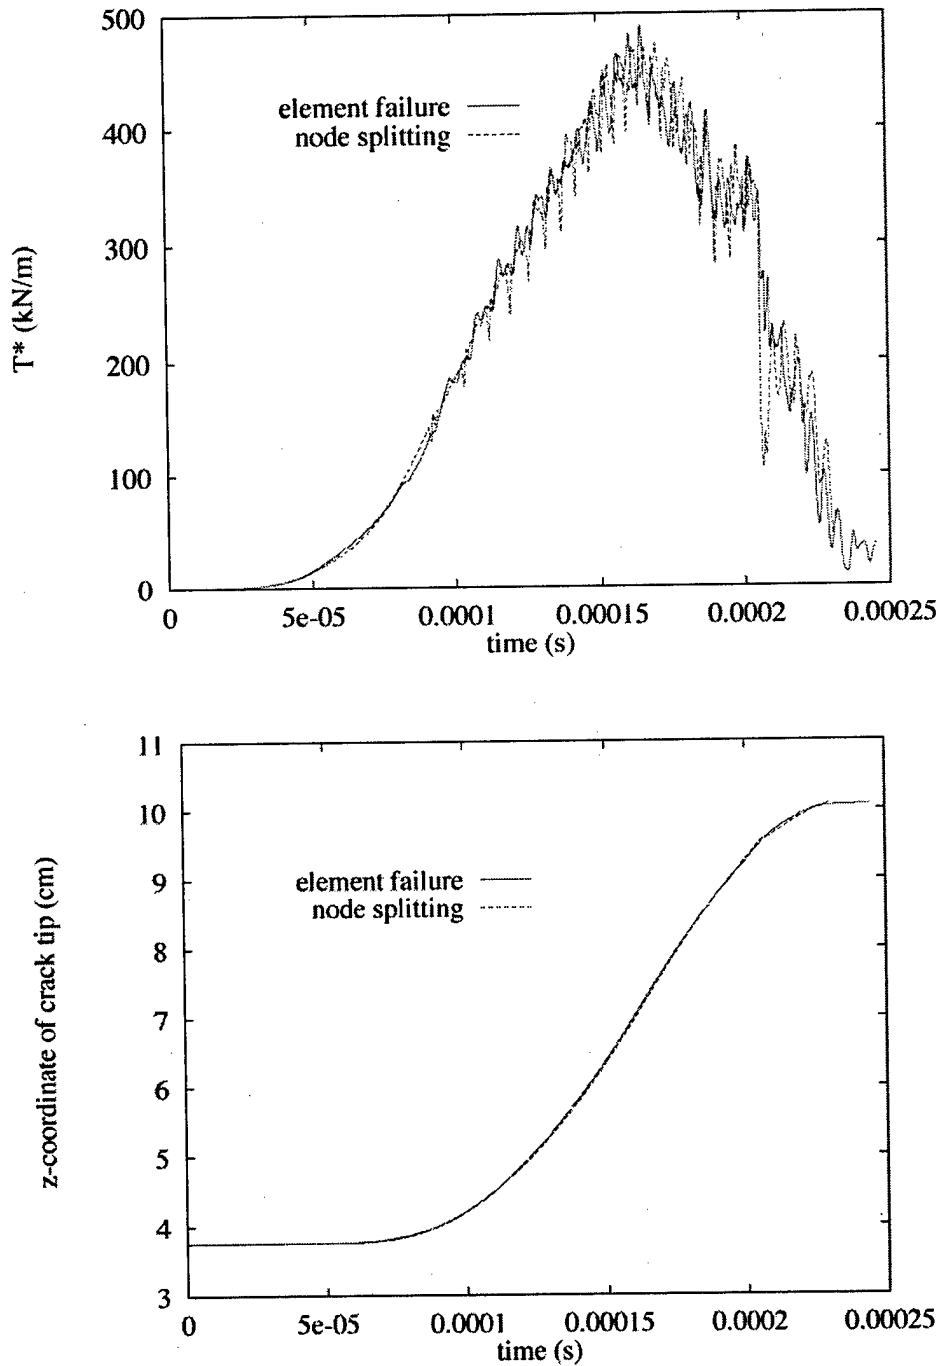 500
400
300
200
100
0
T* (kN/m)
element failure
node splitting
0 5e-05 0.0001 0.00015 0.0002 0.00025
time (s)
11
10
9
8
7
6
5
4
3
z-coordinate of crack tip (cm)
element failure
node splitting
0 5e-05 0.0001 0.00015 0.0002 0.00025
time (s)